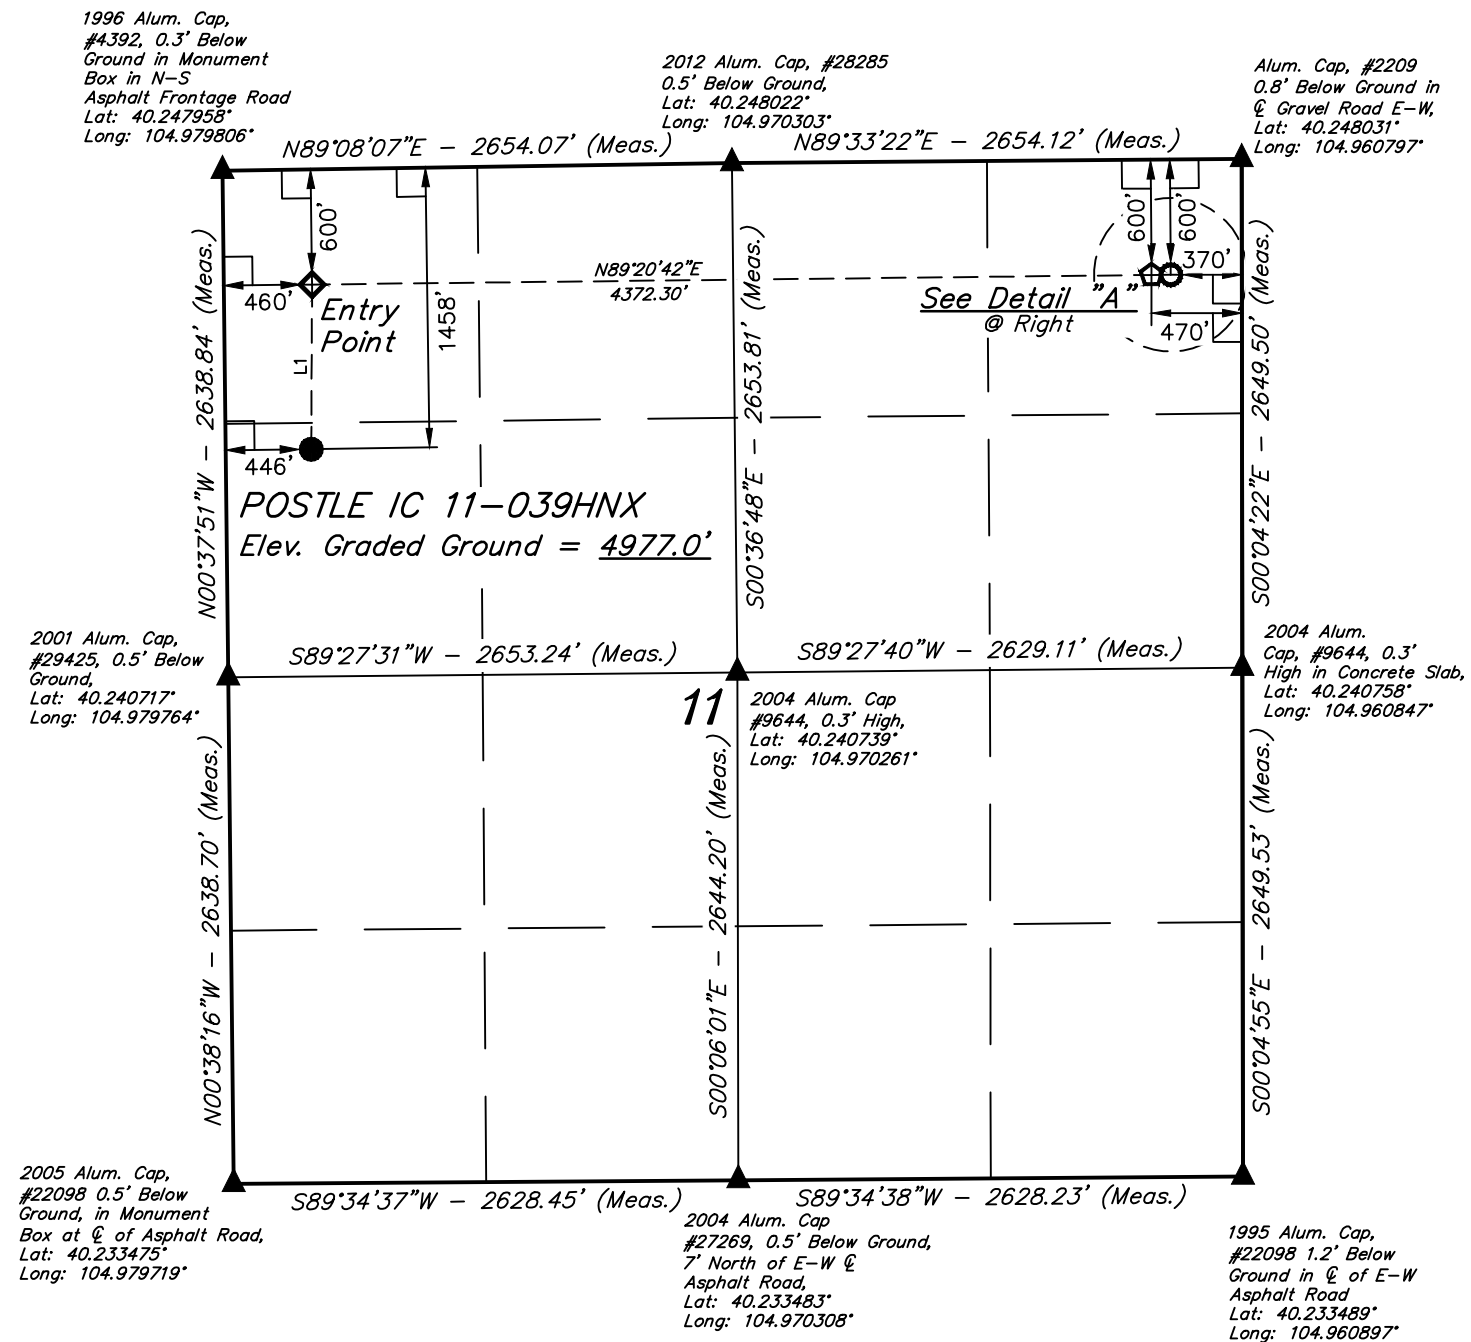 1996 Alum. Cap,
#4392, 0.3' Below
Ground in Monument
Box in N-S
Asphalt Frontage Road
Lat: 40.247958°
Long: 104.979806°
2012 Alum. Cap, #28285
0.5' Below Ground,
Lat: 40.248022°
Long: 104.970303°
Alum. Cap, #2209
0.8' Below Ground in
℄ Gravel Road E-W,
Lat: 40.248031°
Long: 104.960797°
N89°08'07"E - 2654.07' (Meas.)
N89°33'22"E - 2654.12' (Meas.)
600'
600'
600'
370'
N89°20'42"E
4372.30'
460'
Entry
Point
1458'
L1
See Detail "A"
@ Right
470'
N00°37'51"W - 2638.84' (Meas.)
S00°36'48"E - 2653.81' (Meas.)
S00°04'22"E - 2649.50' (Meas.)
446'
POSTLE IC 11-039HNX
Elev. Graded Ground = 4977.0'
2001 Alum. Cap,
#29425, 0.5' Below
Ground,
Lat: 40.240717°
Long: 104.979764°
S89°27'31"W - 2653.24' (Meas.)
S89°27'40"W - 2629.11' (Meas.)
2004 Alum.
Cap, #9644, 0.3'
High in Concrete Slab,
Lat: 40.240758°
Long: 104.960847°
11
2004 Alum. Cap
#9644, 0.3' High,
Lat: 40.240739°
Long: 104.970261°
N00°38'16"W - 2638.70' (Meas.)
S00°06'01"E - 2644.20' (Meas.)
S00°04'55"E - 2649.53' (Meas.)
2005 Alum. Cap,
#22098 0.5' Below
Ground, in Monument
Box at ℄ of Asphalt Road,
Lat: 40.233475°
Long: 104.979719°
S89°34'37"W - 2628.45' (Meas.)
S89°34'38"W - 2628.23' (Meas.)
2004 Alum. Cap
#27269, 0.5' Below Ground,
7' North of E-W ℄
Asphalt Road,
Lat: 40.233483°
Long: 104.970308°
1995 Alum. Cap,
#22098 1.2' Below
Ground in ℄ of E-W
Asphalt Road
Lat: 40.233489°
Long: 104.960897°